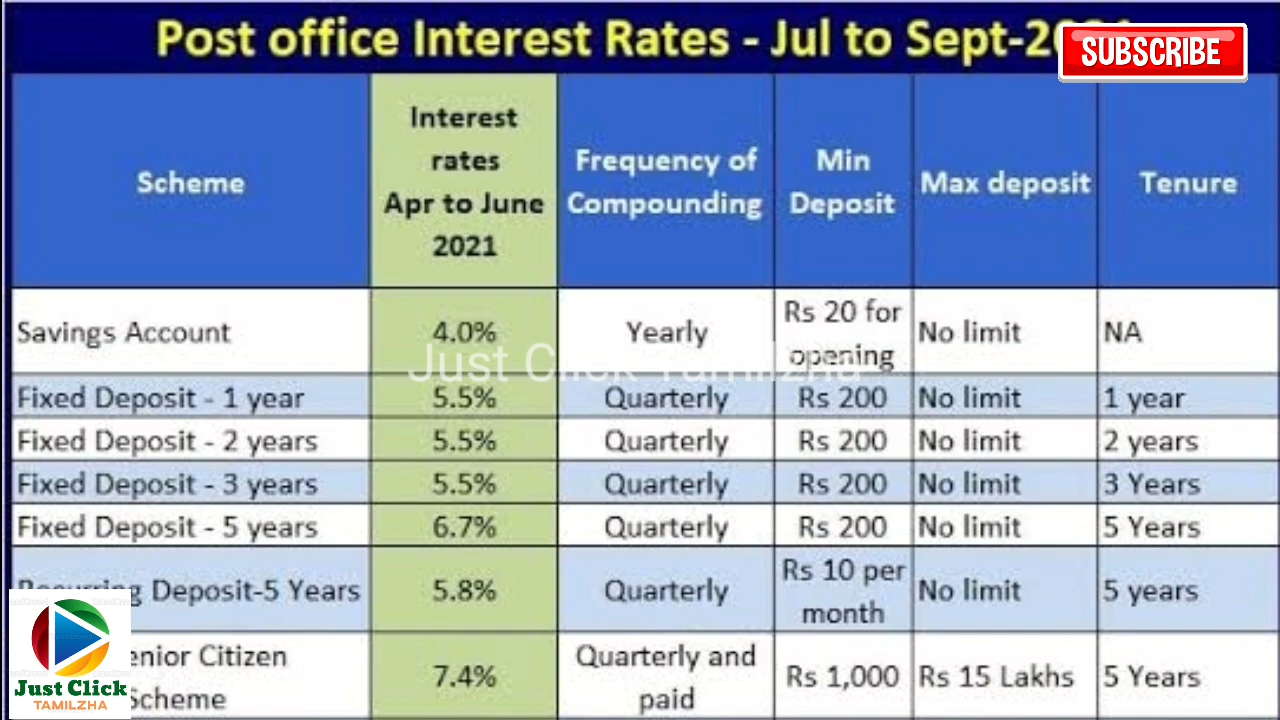 Post office Interest Rates - Jul to Sept-2021
SUBSCRIBE
Scheme
Interest
rates
Apr to June
2021
Frequency of
Compounding
Min
Deposit
Max deposit
Tenure
Savings Account
4.0%
Yearly
Rs 20 for
opening
No limit
NA
Just Click Tamilzha
Fixed Deposit - 1 year
5.5%
Quarterly
Rs 200
No limit
1 year
Fixed Deposit - 2 years
5.5%
Quarterly
Rs 200
No limit
2 years
Fixed Deposit - 3 years
5.5%
Quarterly
Rs 200
No limit
3 Years
Fixed Deposit - 5 years
6.7%
Quarterly
Rs 200
No limit
5 Years
Recurring Deposit-5 Years
5.8%
Quarterly
Rs 10 per
month
No limit
5 years
Senior Citizen
Scheme
7.4%
Quarterly and
paid
Rs 1,000
Rs 15 Lakhs
5 Years
Just Click
TAMILZHA